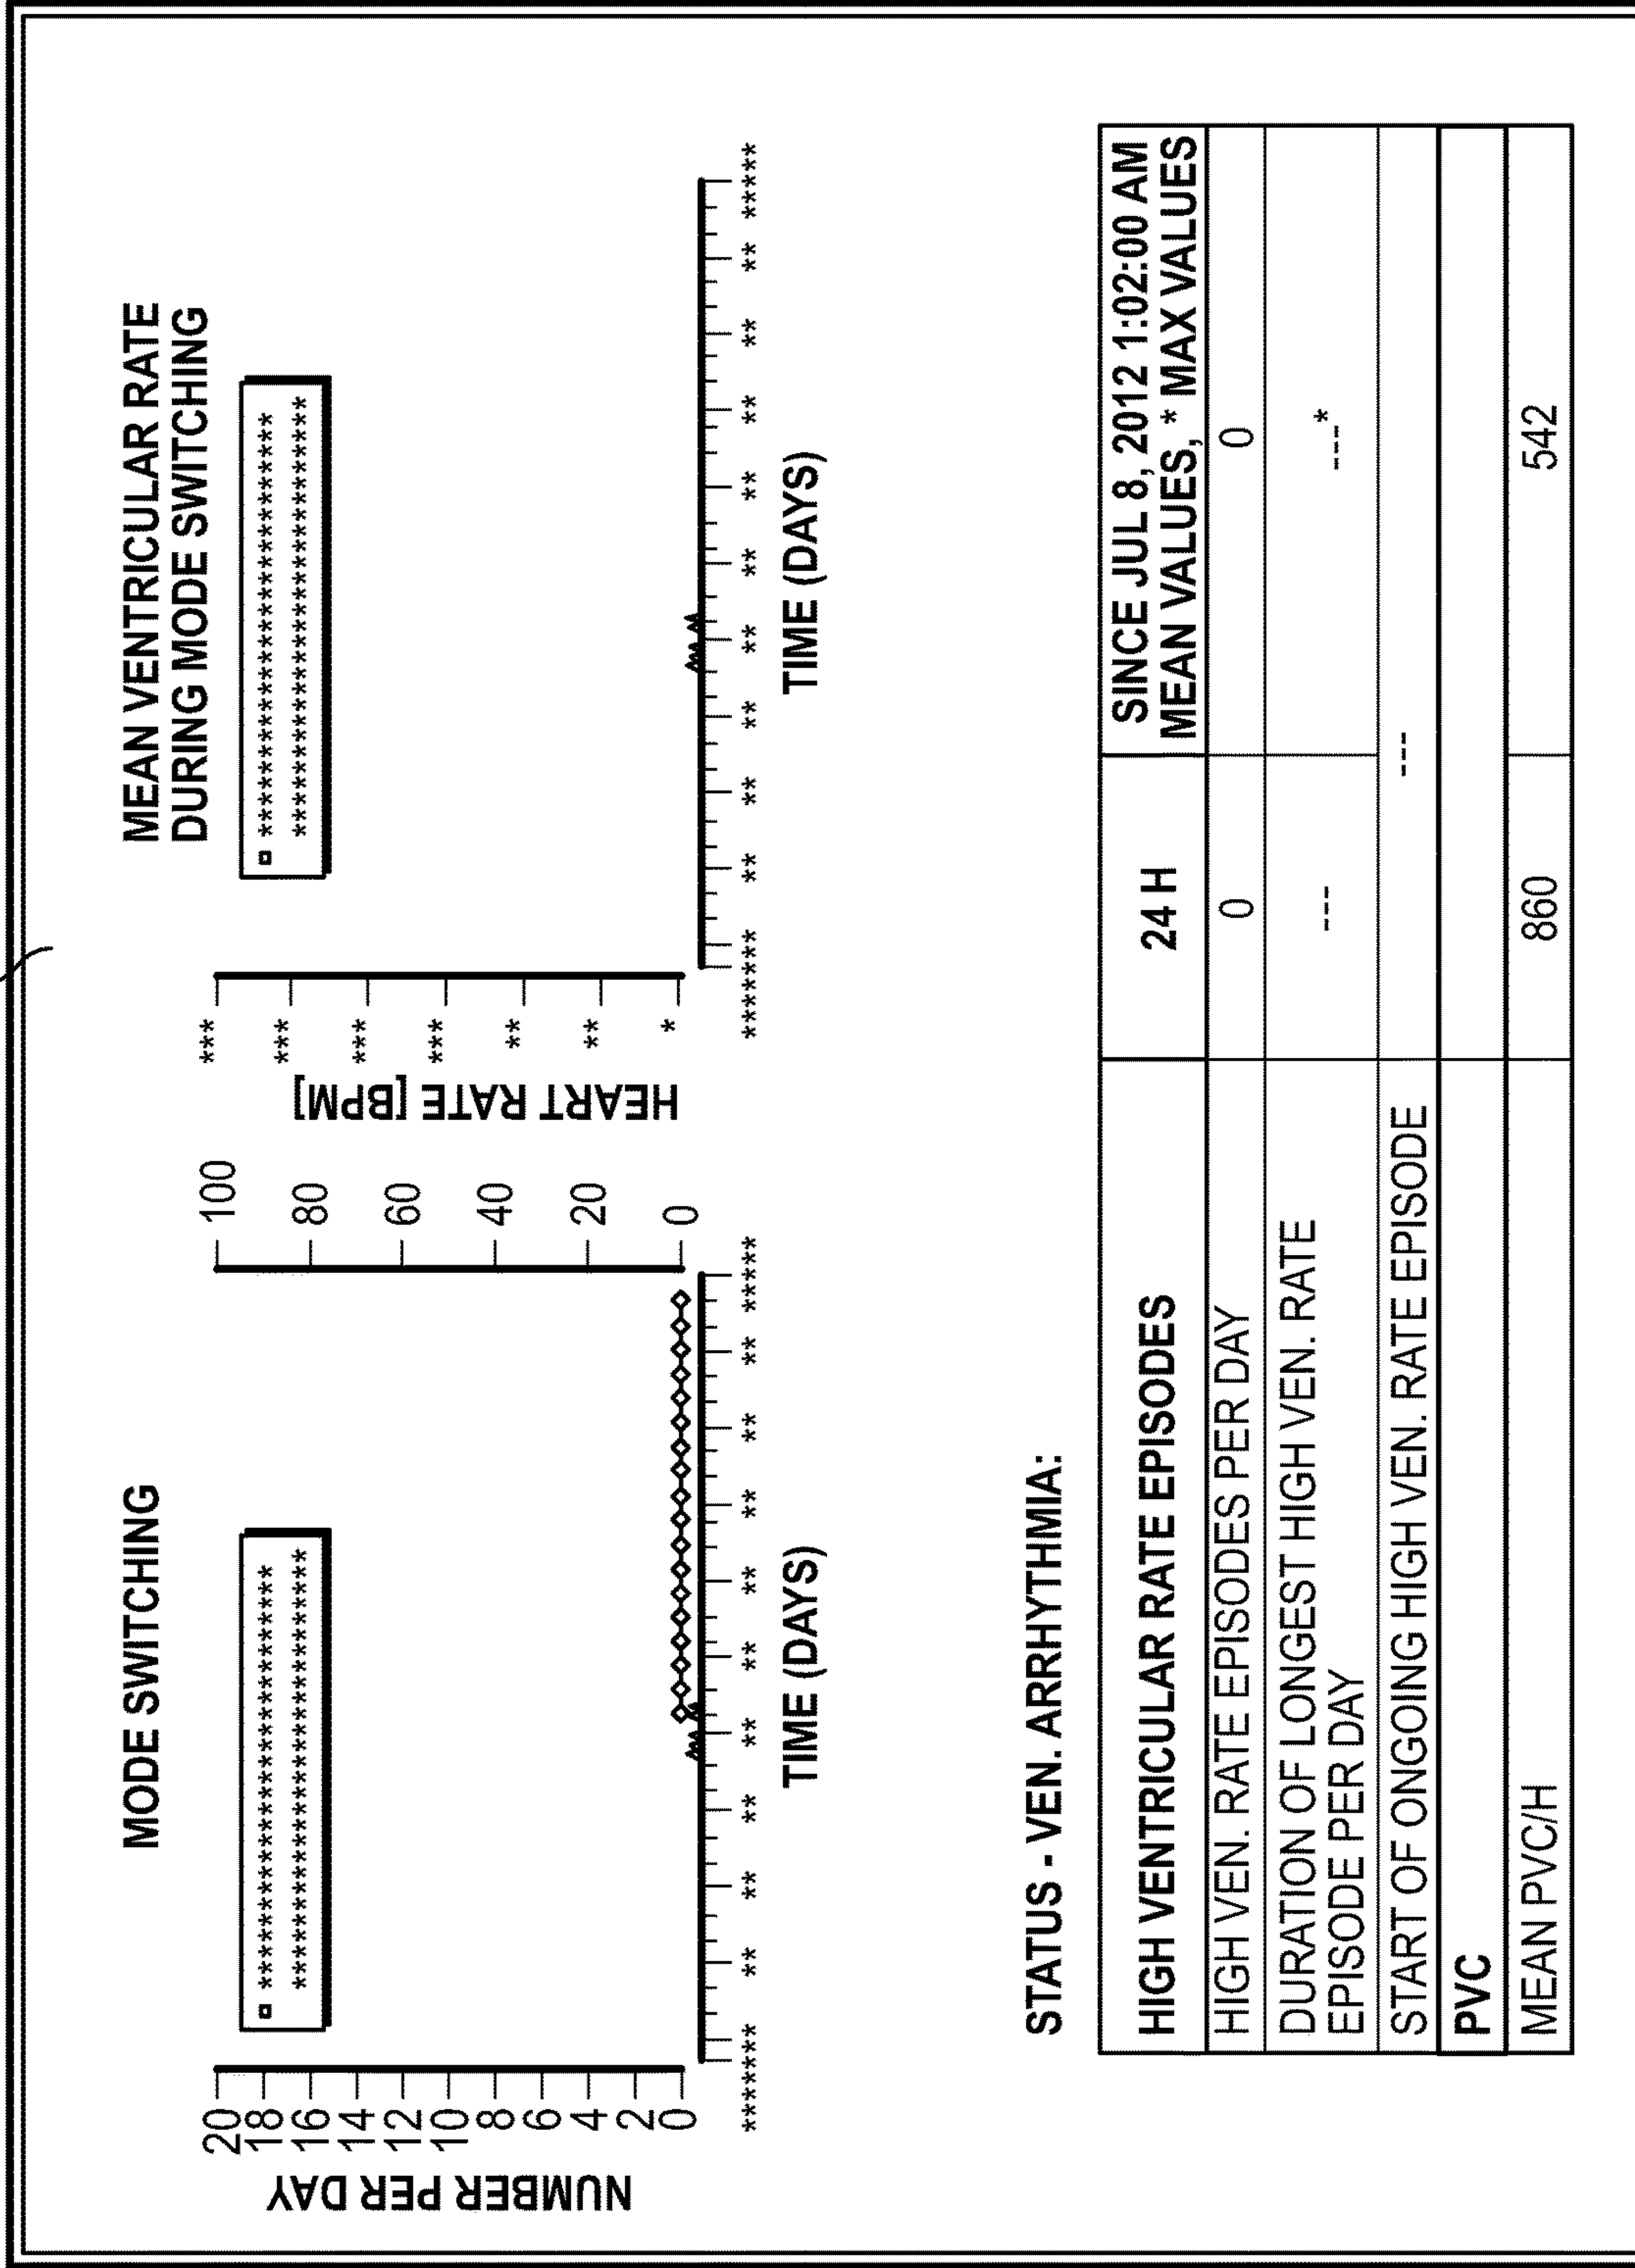 MODE SWITCHING
NUMBER PER DAY
20
18
16
14
12
10
8
6
4
2
0
* ************************
**************************
100
80
60
40
20
0
******* ** ** ** ** ** ** ** ** ** *****
TIME (DAYS)
MEAN VENTRICULAR RATE
DURING MODE SWITCHING
HEART RATE [BPM]
***
***
***
***
**
**
*
**************************
***************************
******* ** ** ** ** ** ** ** ** ** *****
TIME (DAYS)
STATUS - VEN. ARRHYTHMIA:
HIGH VENTRICULAR RATE EPISODES 24 H SINCE JUL 8, 2012 1:02:00 AM
MEAN VALUES, * MAX VALUES
HIGH VEN. RATE EPISODES PER DAY 0 0
DURATION OF LONGEST HIGH VEN. RATE
EPISODE PER DAY --- ---*
START OF ONGOING HIGH VEN. RATE EPISODE ---
PVC
MEAN PVC/H 860 542